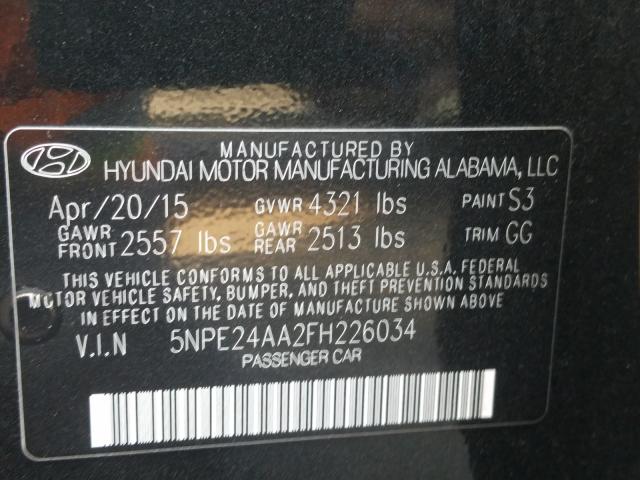 MANUFACTURED BY
HYUNDAI MOTOR MANUFACTURING ALABAMA, LLC
Apr/20/15 GVWR 4321 lbs PAINT S3
GAWR FRONT 2557 lbs GAWR REAR 2513 lbs TRIM GG
THIS VEHICLE CONFORMS TO ALL APPLICABLE U.S.A. FEDERAL
MOTOR VEHICLE SAFETY, BUMPER, AND THEFT PREVENTION STANDARDS
IN EFFECT ON THE DATE OF MANUFACTURE SHOWN ABOVE
V.I.N 5NPE24AA2FH226034
PASSENGER CAR